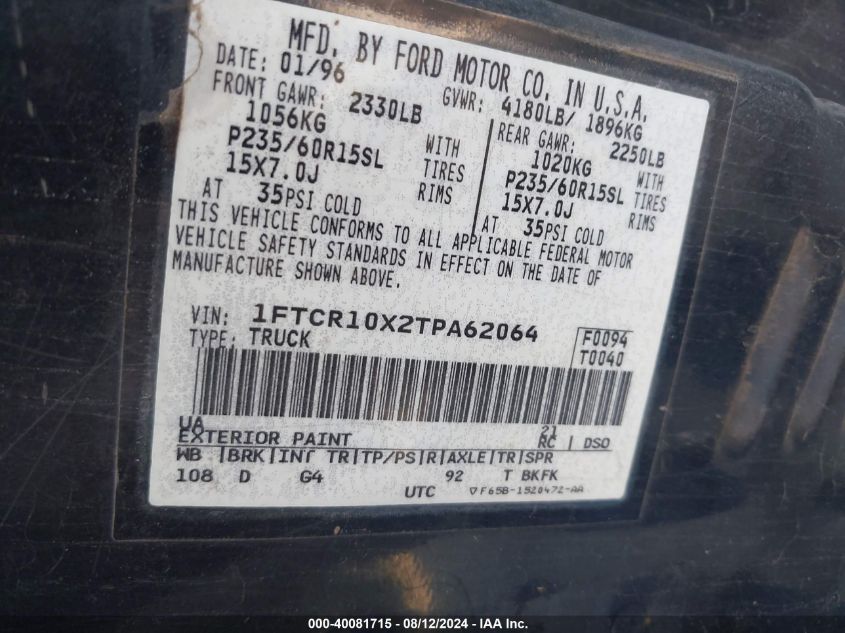 MFD. BY FORD MOTOR CO. IN U.S.A.
DATE: 01/96 GVWR: 4180LB/ 1896KG
FRONT GAWR: 2330LB REAR GAWR: 2250LB
1056KG WITH 1020KG WITH
P235/60R15SL TIRES P235/60R15SL TIRES
15X7.0J RIMS 15X7.0J RIMS
AT 35PSI COLD AT 35PSI COLD
THIS VEHICLE CONFORMS TO ALL APPLICABLE FEDERAL MOTOR
VEHICLE SAFETY STANDARDS IN EFFECT ON THE DATE OF
MANUFACTURE SHOWN ABOVE.
VIN: 1FTCR10X2TPA62064 F0094
TYPE: TRUCK T0040
UA 21
EXTERIOR PAINT RC | DSO
WB |BRK|INT TR|TP/PS|R|AXLE|TR|SPR
108 D G4 92 T BKFK
UTC ▽F65B-1520472-AA
000-40081715 - 08/12/2024 - IAA Inc.